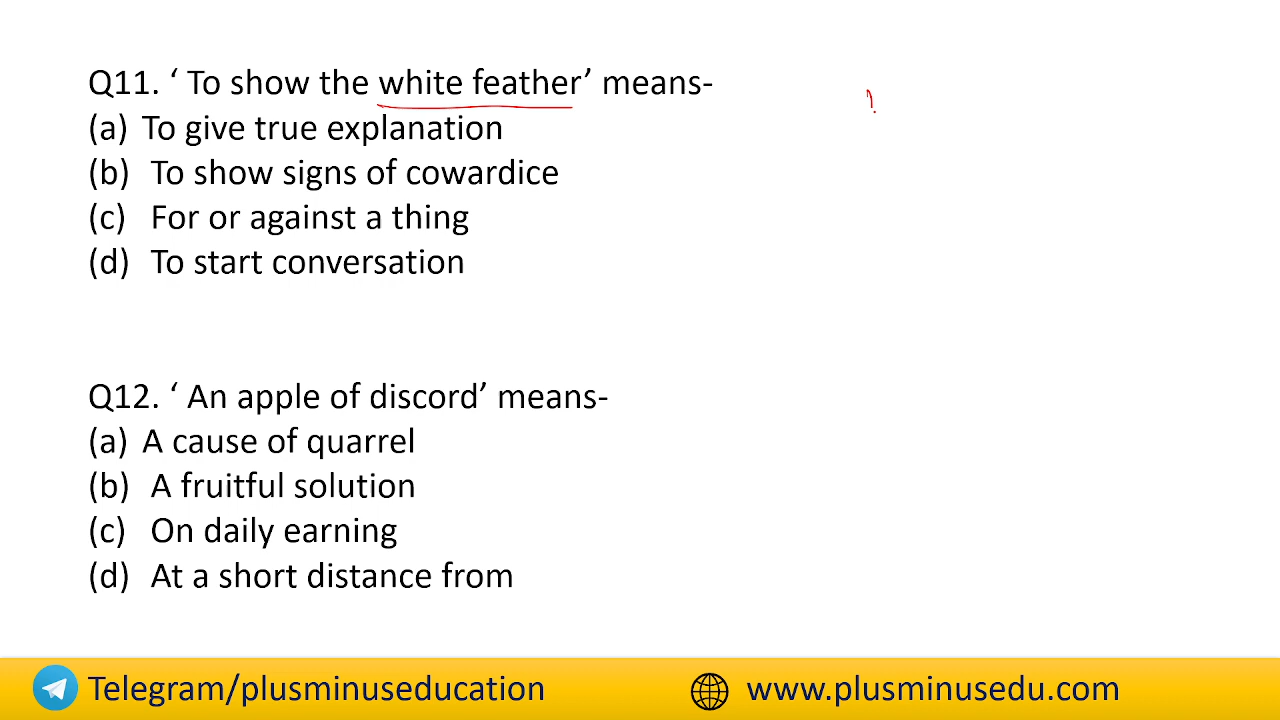 Q11. ‘ To show the white feather’ means-
(a) To give true explanation
(b) To show signs of cowardice
(c) For or against a thing
(d) To start conversation
Q12. ‘ An apple of discord’ means-
(a) A cause of quarrel
(b) A fruitful solution
(c) On daily earning
(d) At a short distance from
Telegram/plusminuseducation
www.plusminusedu.com